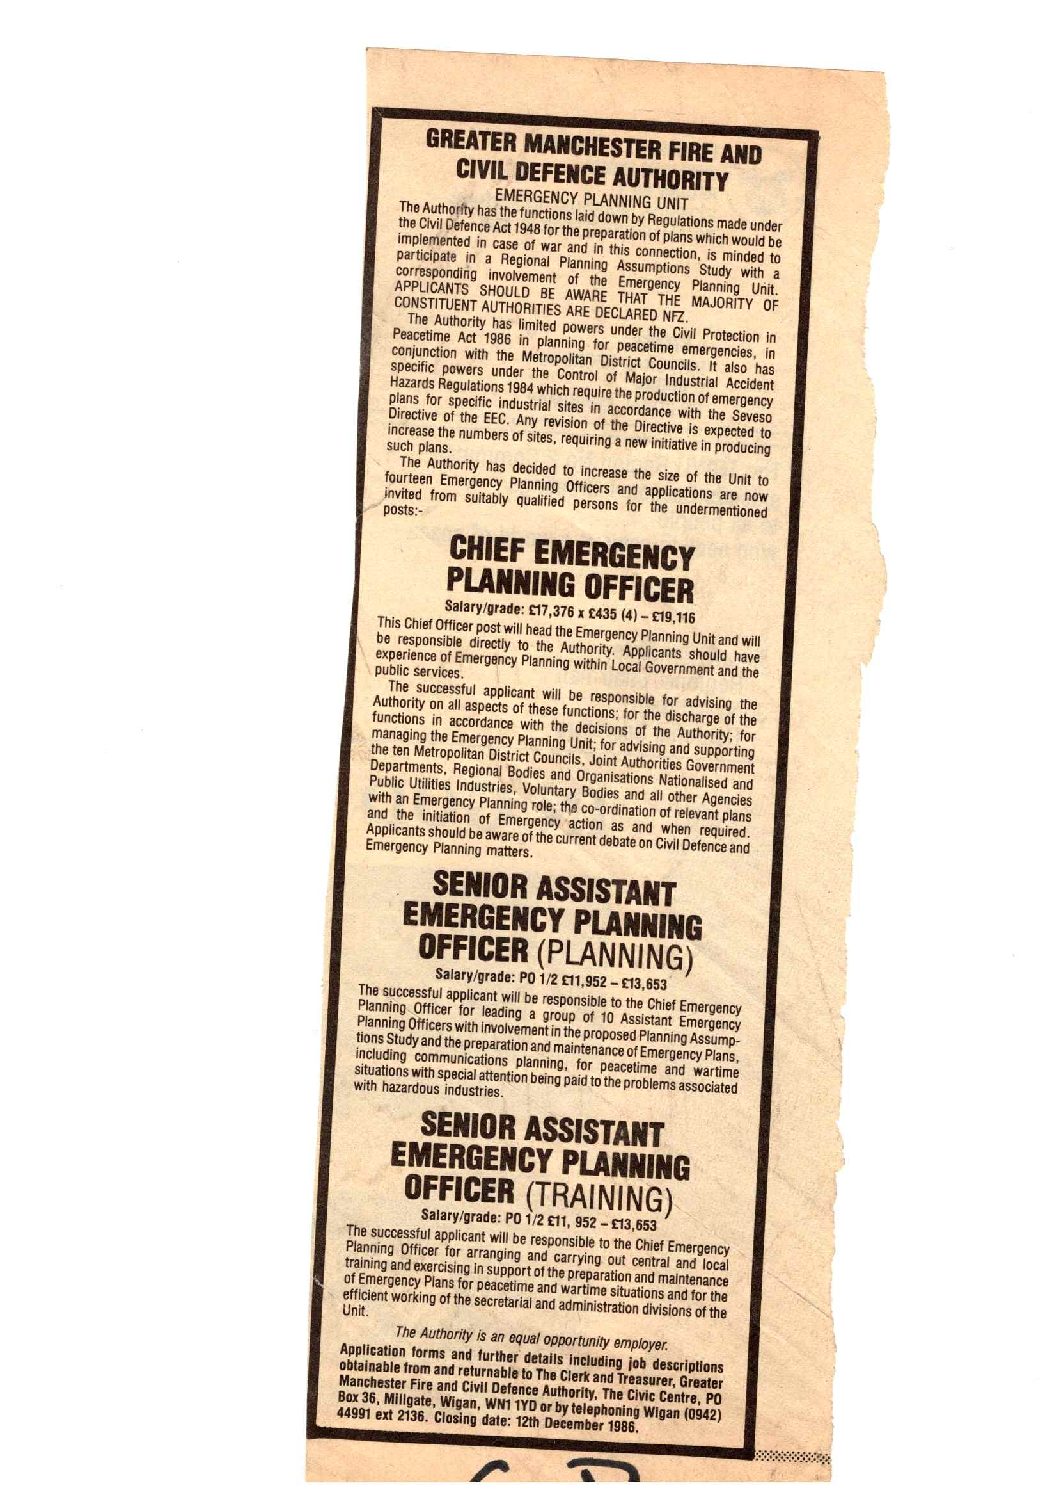 GREATER MANCHESTER FIRE AND
CIVIL DEFENCE AUTHORITY
EMERGENCY PLANNING UNIT
The Authority has the functions laid down by Regulations made under
the Civil Defence Act 1948 for the preparation of plans which would be
implemented in case of war and in this connection, is minded to
participate in a Regional Planning Assumptions Study with a
corresponding involvement of the Emergency Planning Unit.
APPLICANTS SHOULD BE AWARE THAT THE MAJORITY OF
CONSTITUENT AUTHORITIES ARE DECLARED NFZ.
The Authority has limited powers under the Civil Protection in
Peacetime Act 1986 in planning for peacetime emergencies, in
conjunction with the Metropolitan District Councils. It also has
specific powers under the Control of Major Industrial Accident
Hazards Regulations 1984 which require the production of emergency
plans for specific industrial sites in accordance with the Seveso
Directive of the EEC. Any revision of the Directive is expected to
increase the numbers of sites, requiring a new initiative in producing
such plans.
The Authority has decided to increase the size of the Unit to
fourteen Emergency Planning Officers and applications are now
invited from suitably qualified persons for the undermentioned
posts:-
CHIEF EMERGENCY
PLANNING OFFICER
Salary/grade: £17,376 x £435 (4) – £19,116
This Chief Officer post will head the Emergency Planning Unit and will
be responsible directly to the Authority. Applicants should have
experience of Emergency Planning within Local Government and the
public services.
The successful applicant will be responsible for advising the
Authority on all aspects of these functions; for the discharge of the
functions in accordance with the decisions of the Authority; for
managing the Emergency Planning Unit; for advising and supporting
the ten Metropolitan District Councils, Joint Authorities Government
Departments, Regional Bodies and Organisations Nationalised and
Public Utilities Industries, Voluntary Bodies and all other Agencies
with an Emergency Planning role; the co-ordination of relevant plans
and the initiation of Emergency action as and when required.
Applicants should be aware of the current debate on Civil Defence and
Emergency Planning matters.
SENIOR ASSISTANT
EMERGENCY PLANNING
OFFICER (PLANNING)
Salary/grade: PO 1/2 £11,952 – £13,653
The successful applicant will be responsible to the Chief Emergency
Planning Officer for leading a group of 10 Assistant Emergency
Planning Officers with involvement in the proposed Planning Assump-
tions Study and the preparation and maintenance of Emergency Plans,
including communications planning, for peacetime and wartime
situations with special attention being paid to the problems associated
with hazardous industries.
SENIOR ASSISTANT
EMERGENCY PLANNING
OFFICER (TRAINING)
Salary/grade: PO 1/2 £11, 952 – £13,653
The successful applicant will be responsible to the Chief Emergency
Planning Officer for arranging and carrying out central and local
training and exercising in support of the preparation and maintenance
of Emergency Plans for peacetime and wartime situations and for the
efficient working of the secretarial and administration divisions of the
Unit.
The Authority is an equal opportunity employer.
Application forms and further details including job descriptions
obtainable from and returnable to The Clerk and Treasurer, Greater
Manchester Fire and Civil Defence Authority, The Civic Centre, PO
Box 36, Millgate, Wigan, WN1 1YD or by telephoning Wigan (0942)
44991 ext 2136. Closing date: 12th December 1986.